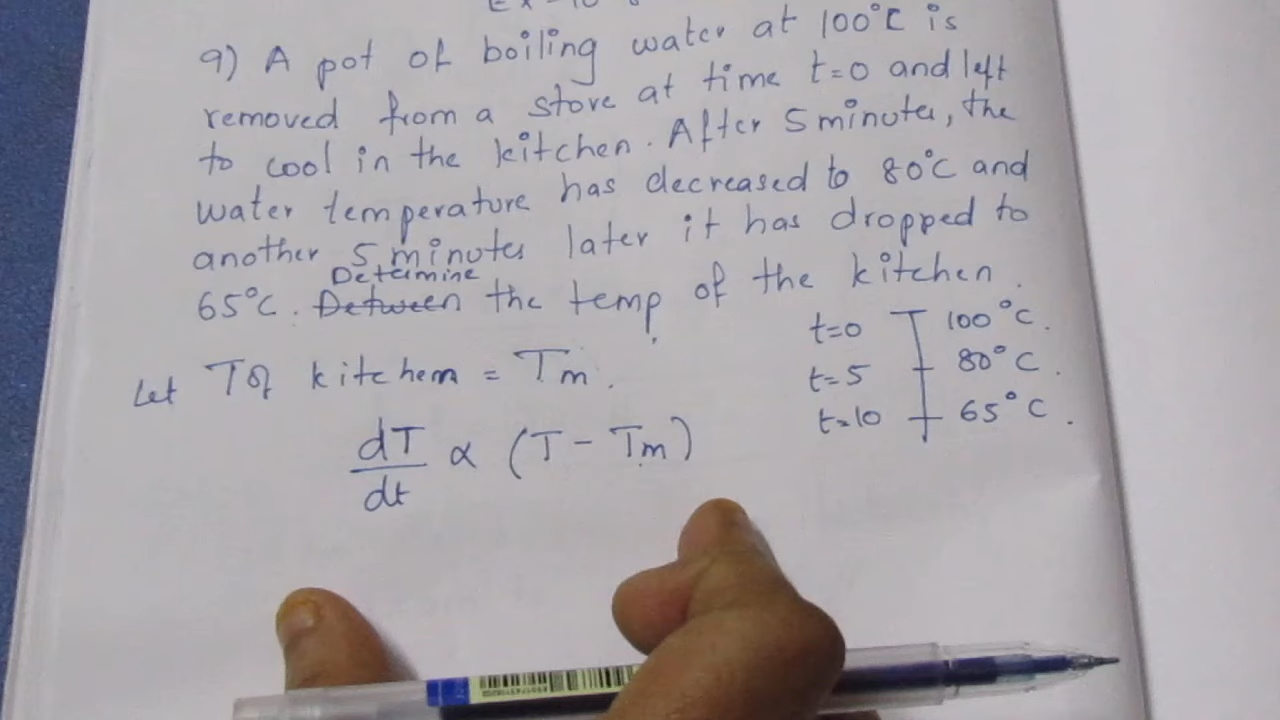 9) A pot of boiling water at 100°C is
removed from a stove at time t=0 and left
to cool in the kitchen. After 5 minutes, the
water temperature has decreased to 80°C and
another 5 minutes later it has dropped to
Determine
65°C. Between the temp of the kitchen.
t=0 100°C.
t=5 80°C.
t=10 65°C.
Let T of kitchen = Tm.
dT/dt ∝ (T - Tm)